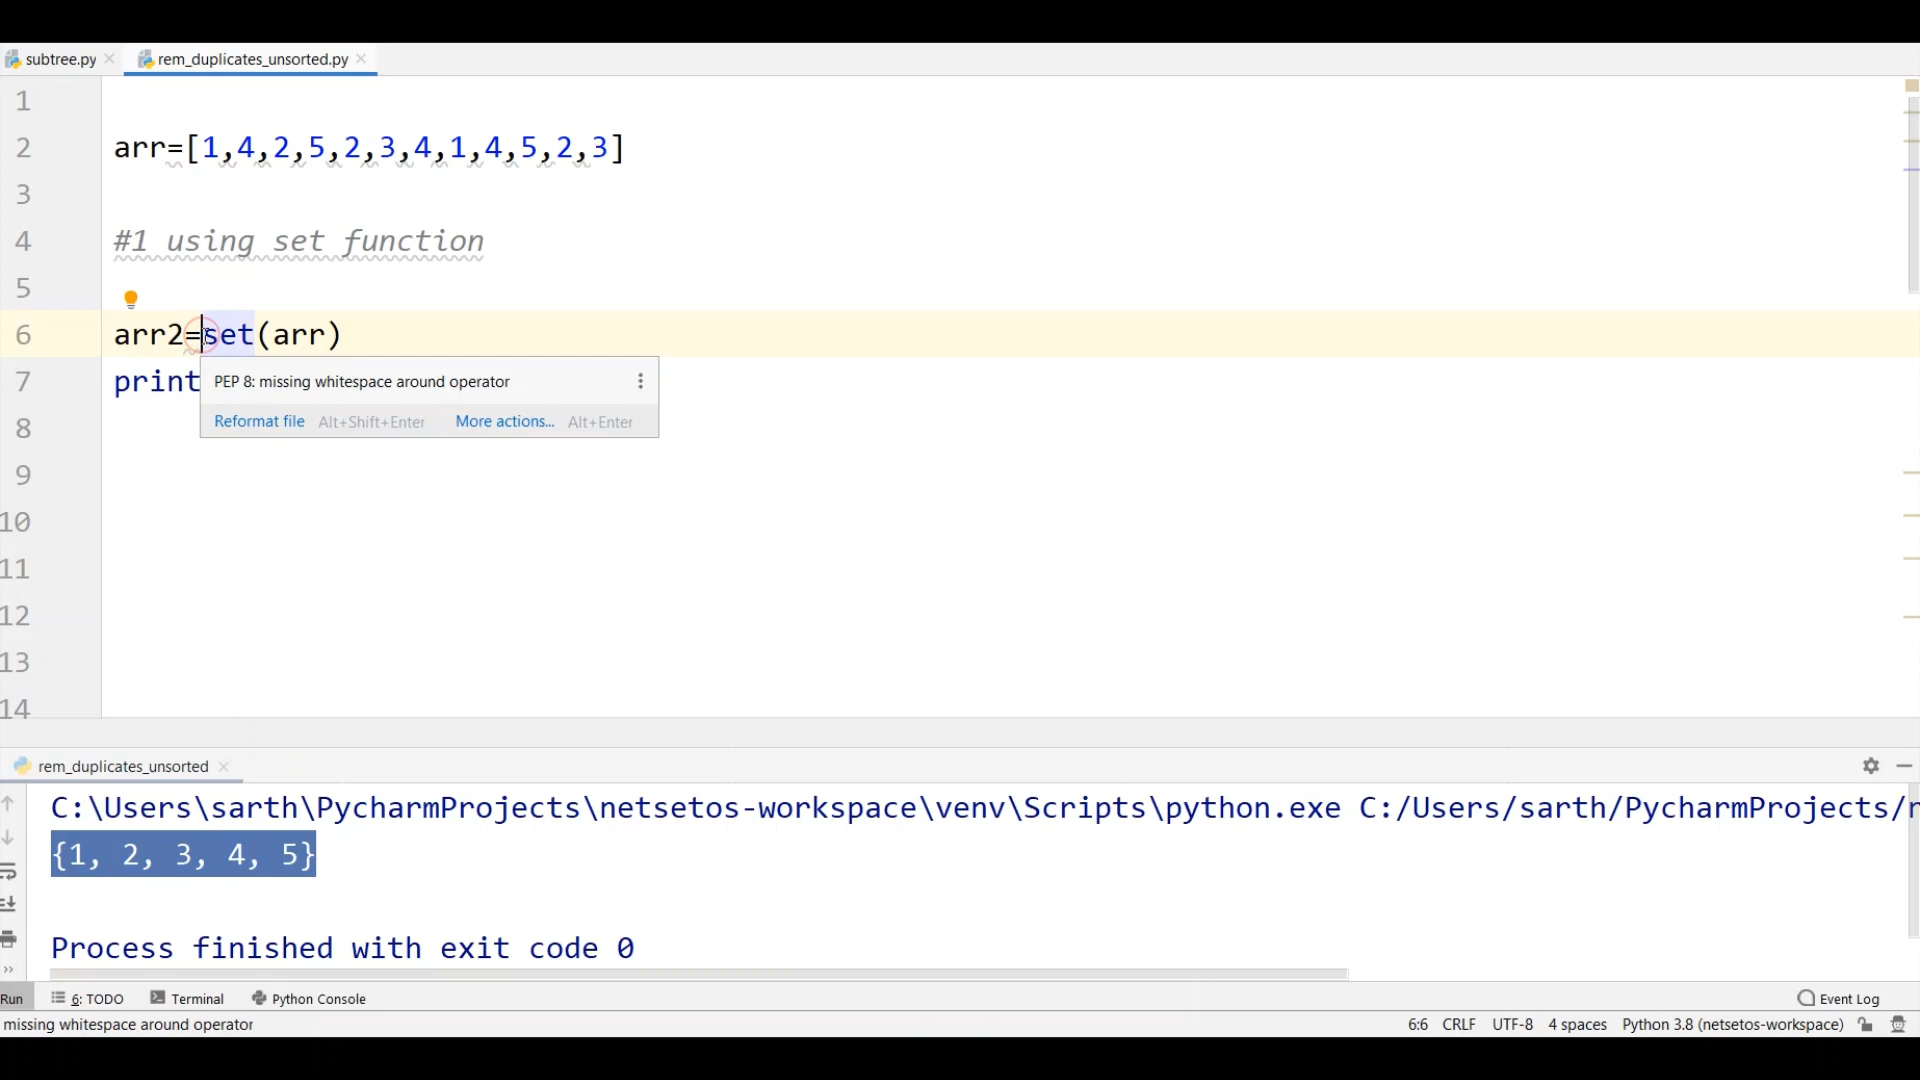 subtree.py
rem_duplicates_unsorted.py
1
2 arr=[1,4,2,5,2,3,4,1,4,5,2,3]
3
4 #1 using set function
5
6 arr2=set(arr)
7 print
PEP 8: missing whitespace around operator
Reformat file Alt+Shift+Enter More actions... Alt+Enter
8
9
10
11
12
13
14
rem_duplicates_unsorted
C:\Users\sarth\PycharmProjects\netsetos-workspace\venv\Scripts\python.exe C:/Users/sarth/PycharmProjects/
{1, 2, 3, 4, 5}
Process finished with exit code 0
Run 6: TODO Terminal Python Console Event Log
missing whitespace around operator 6:6 CRLF UTF-8 4 spaces Python 3.8 (netsetos-workspace)